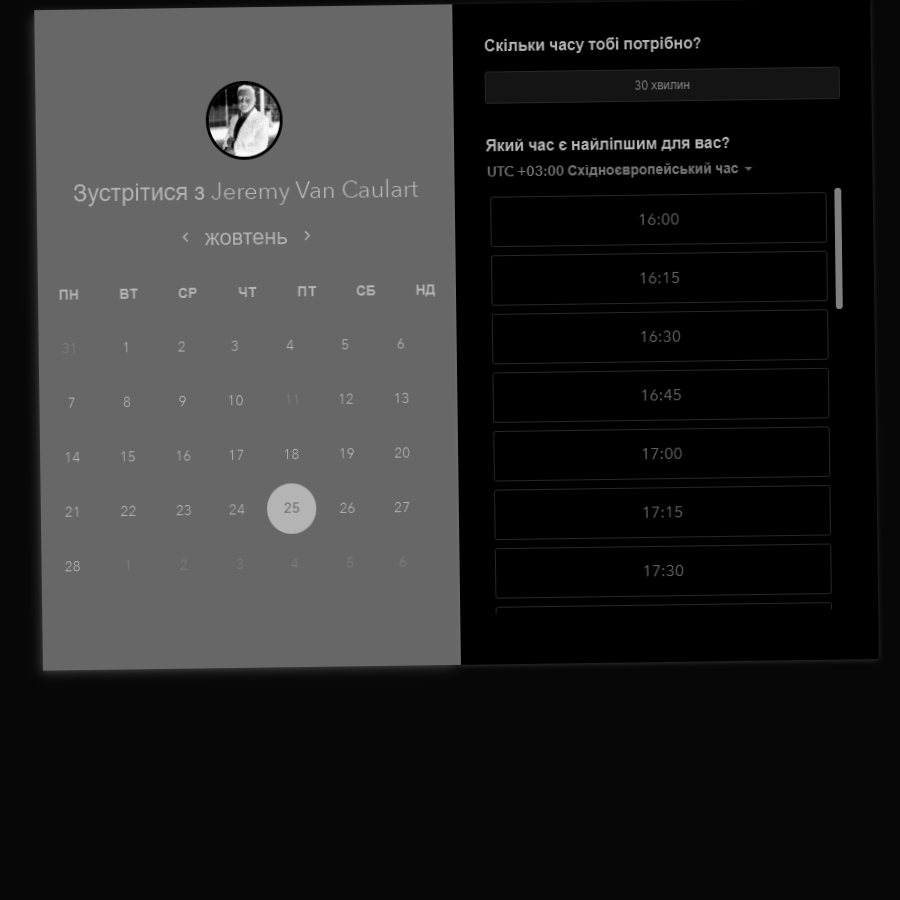 Зустрітися з Jeremy Van Caulart
жовтень
ПН ВТ СР ЧТ ПТ СБ НД
31 1 2 3 4 5 6
7 8 9 10 11 12 13
14 15 16 17 18 19 20
21 22 23 24 25 26 27
28 1 2 3 4 5 6
Скільки часу тобі потрібно?
30 хвилин
Який час є найліпшим для вас?
UTC +03:00 Східноєвропейський час
16:00
16:15
16:30
16:45
17:00
17:15
17:30